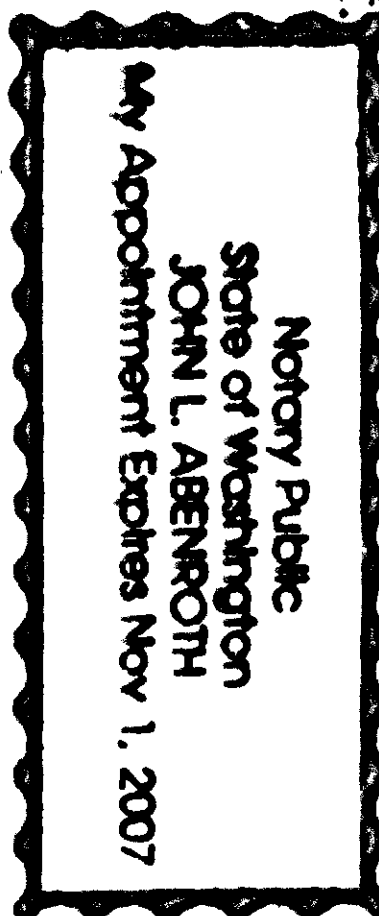 Notary Public
State of Washington
JOHN L. ABENROTH
My Appointment Expires Nov 1, 2007